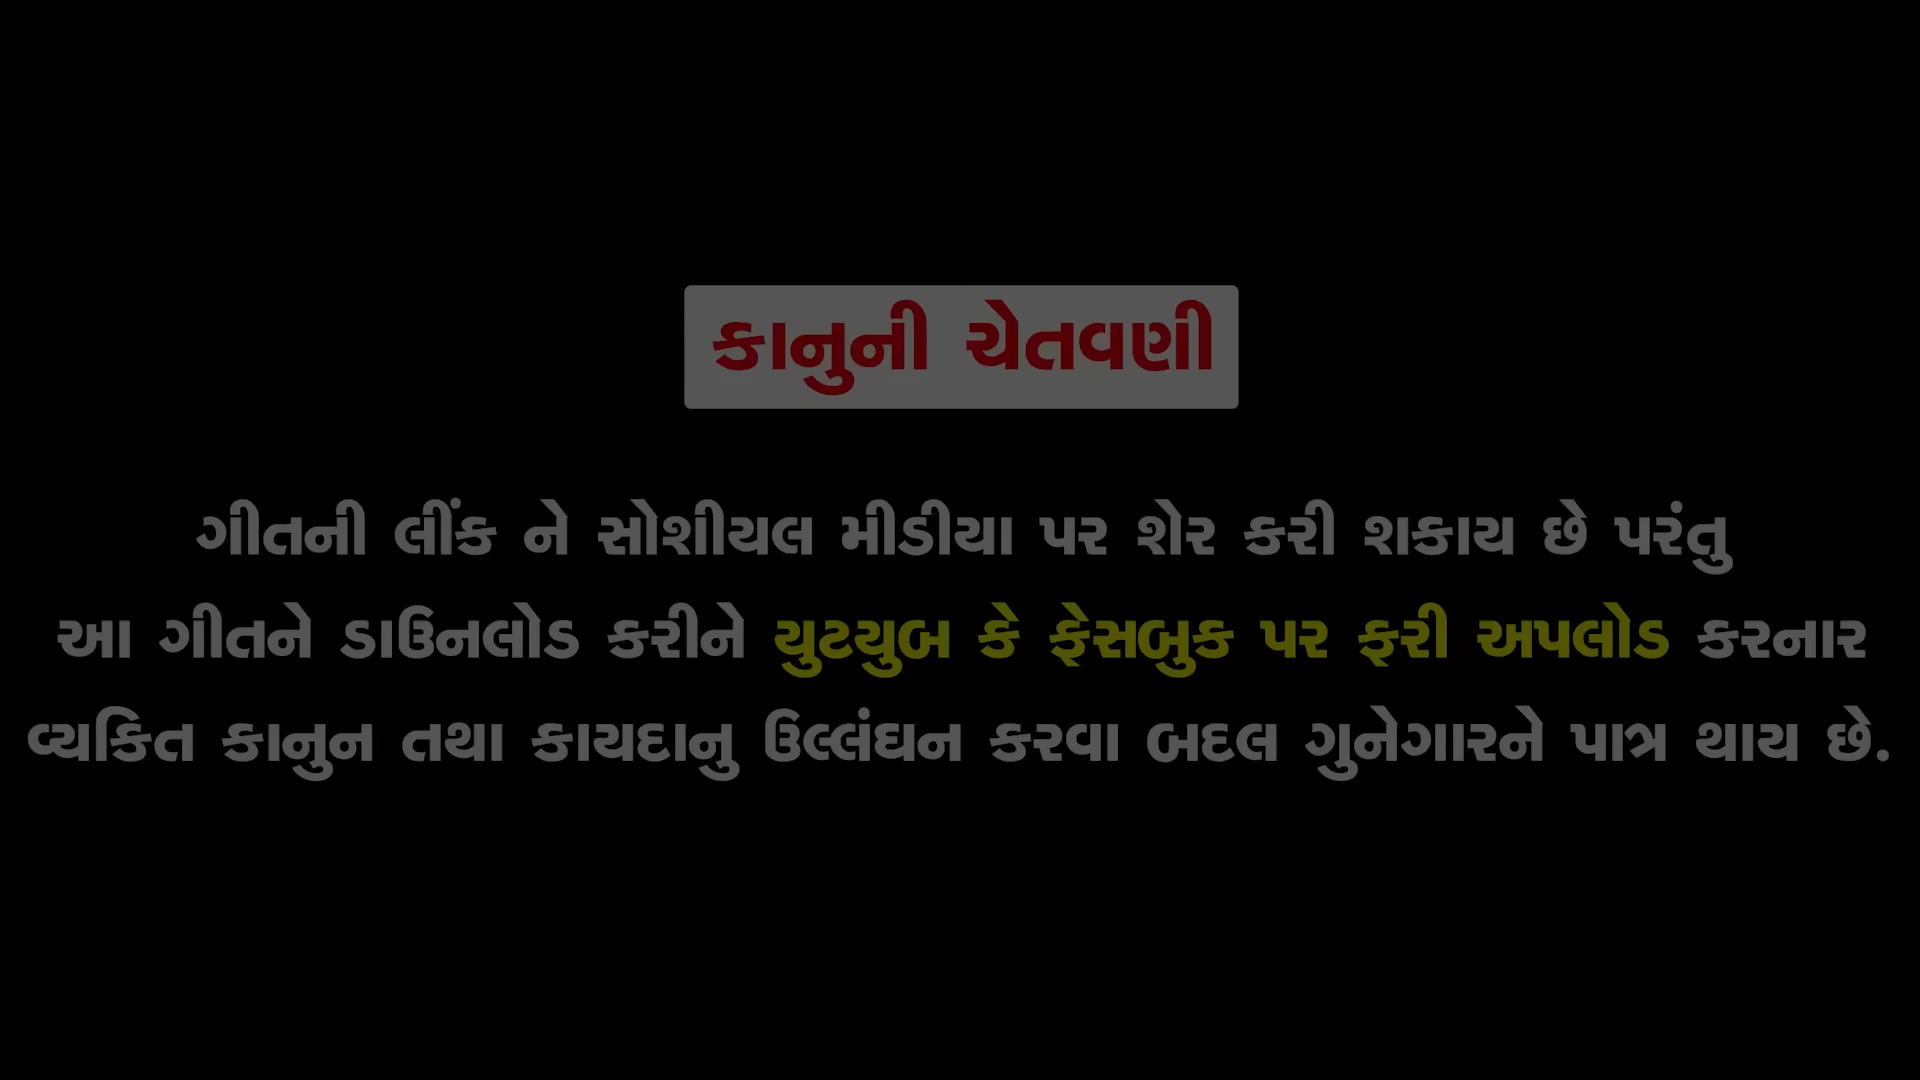 કાનુની ચેતવણી
ગીતની લીંક ને સોશીયલ મીડીયા પર શેર કરી શકાય છે પરંતુ
આ ગીતને ડાઉનલોડ કરીને યુટયુબ કે ફેસબુક પર ફરી અપલોડ કરનાર
વ્યકિત કાનુન તથા કાયદાનુ ઉલ્લંઘન કરવા બદલ ગુનેગારને પાત્ર થાય છે.